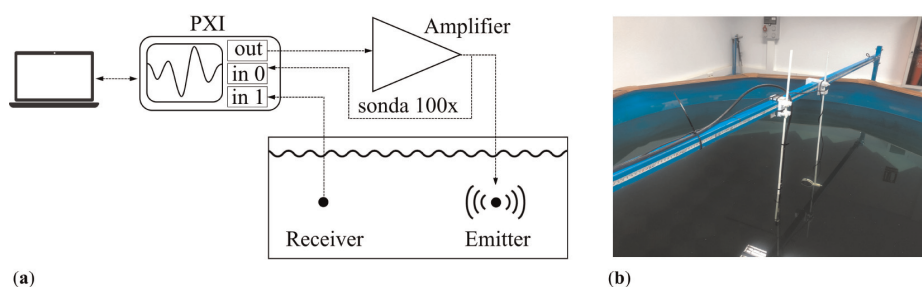 PXI
out
in 0
in 1
Amplifier
sonda 100x
Receiver
Emitter
(a)
(b)